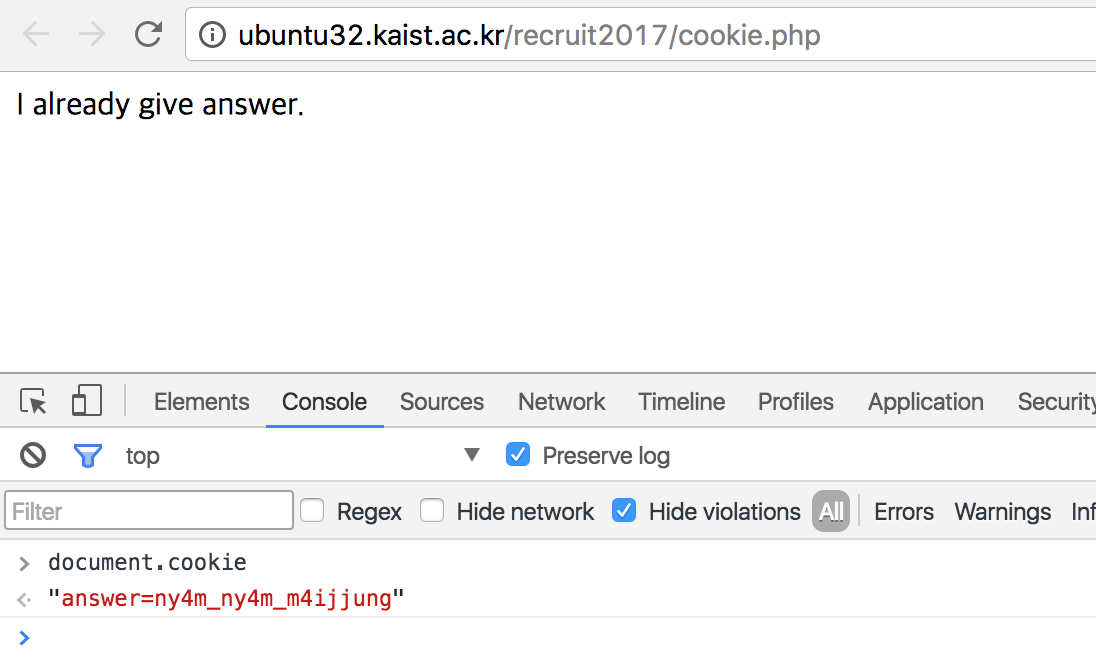 ubuntu32.kaist.ac.kr/recruit2017/cookie.php
I already give answer.
Elements Console Sources Network Timeline Profiles Application Security
top Preserve log
Filter Regex Hide network Hide violations All Errors Warnings Inf
document.cookie
"answer=ny4m_ny4m_m4ijjung"